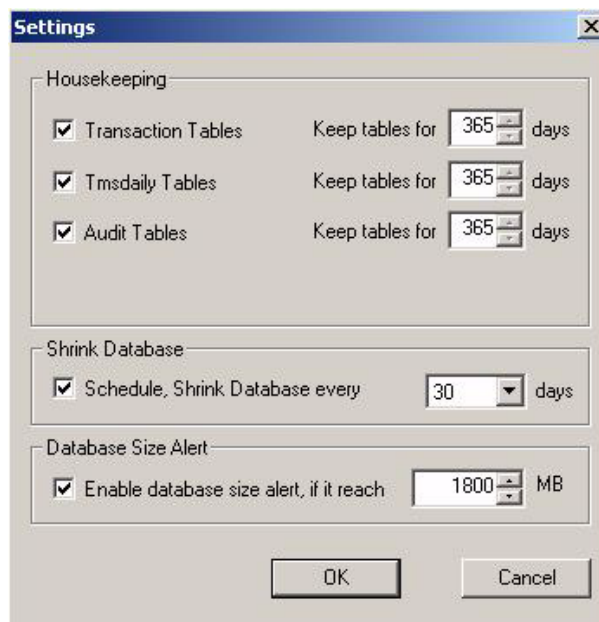 Settings
Housekeeping
Transaction Tables Keep tables for 365 days
Tmsdaily Tables Keep tables for 365 days
Audit Tables Keep tables for 365 days
Shrink Database
Schedule, Shrink Database every 30 days
Database Size Alert
Enable database size alert, if it reach 1800 MB
OK Cancel